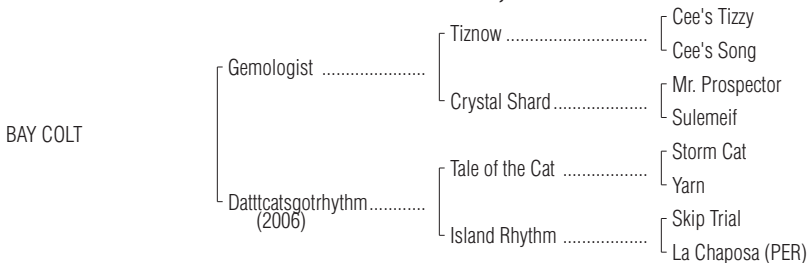 Cee's Tizzy
Tiznow ..............................
Cee's Song
Gemologist ......................
Mr. Prospector
Crystal Shard....................
Sulemeif
BAY COLT
Storm Cat
Tale of the Cat ..................
Yarn
Datttcatsgotrhythm............
(2006)
Skip Trial
Island Rhythm ..................
La Chaposa (PER)